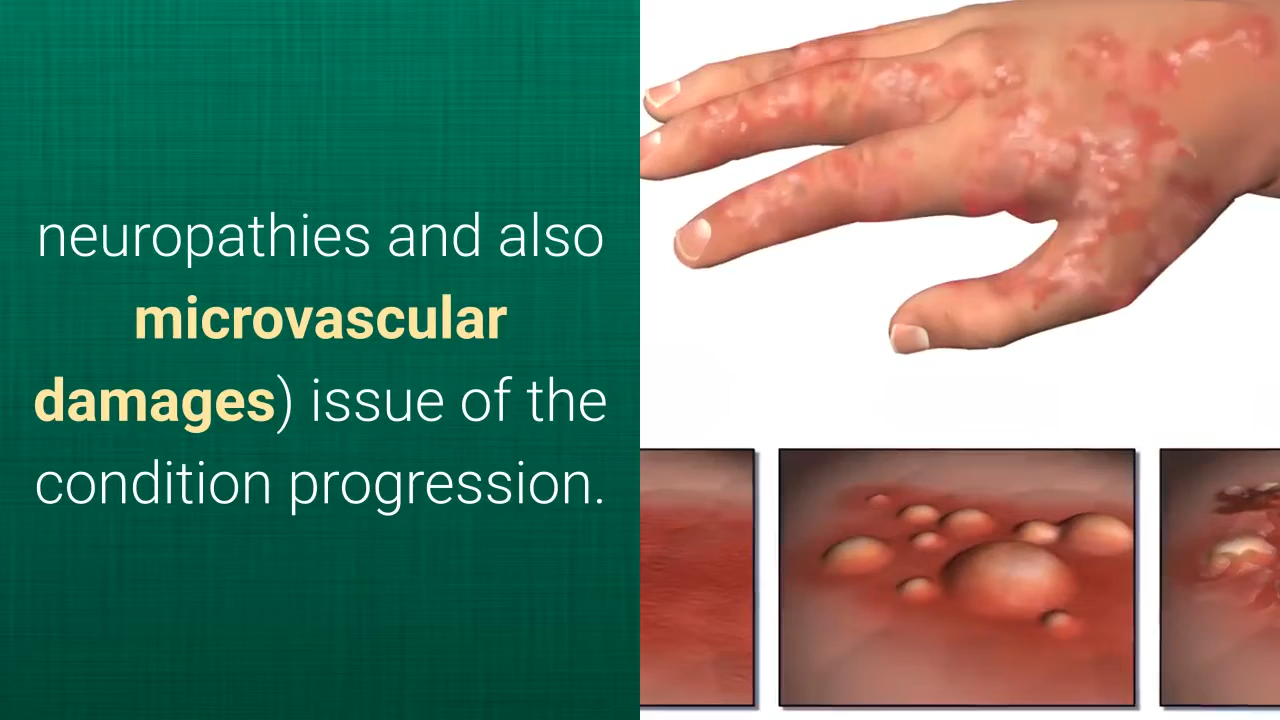 neuropathies and also
microvascular
damages) issue of the
condition progression.